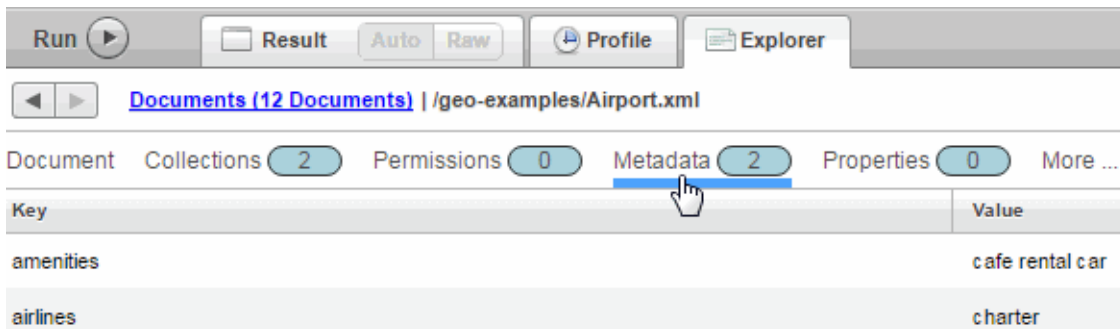 Run Result Auto Raw Profile Explorer
Documents (12 Documents) | /geo-examples/Airport.xml
Document Collections 2 Permissions 0 Metadata 2 Properties 0 More ...
Key Value
amenities cafe rental car
airlines charter